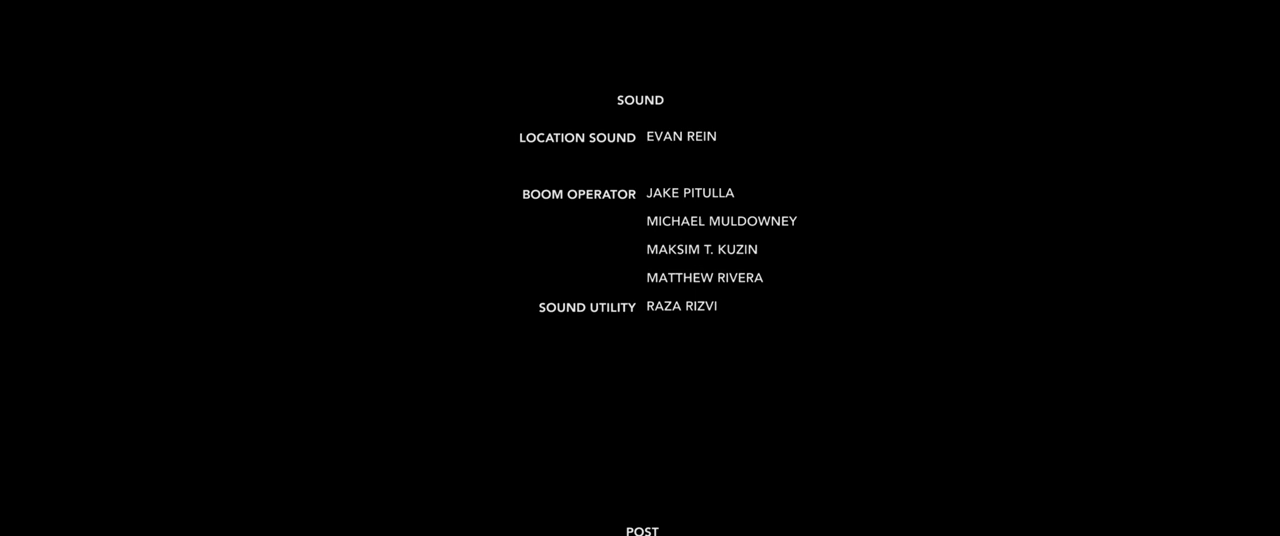 SOUND
LOCATION SOUND EVAN REIN
BOOM OPERATOR JAKE PITULLA
MICHAEL MULDOWNEY
MAKSIM T. KUZIN
MATTHEW RIVERA
SOUND UTILITY RAZA RIZVI
POST